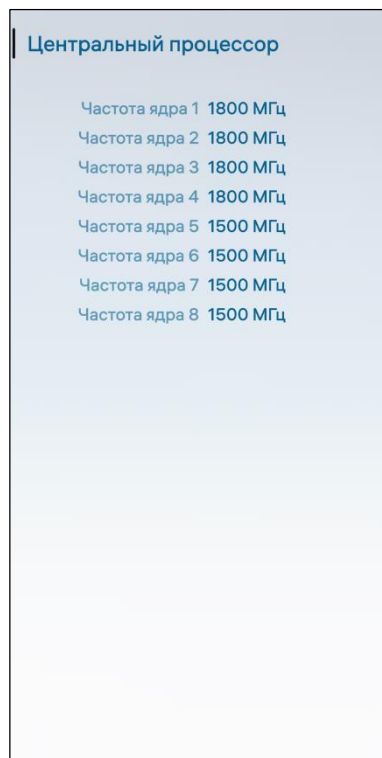 Центральный процессор
Частота ядра 1 1800 МГц
Частота ядра 2 1800 МГц
Частота ядра 3 1800 МГц
Частота ядра 4 1800 МГц
Частота ядра 5 1500 МГц
Частота ядра 6 1500 МГц
Частота ядра 7 1500 МГц
Частота ядра 8 1500 МГц